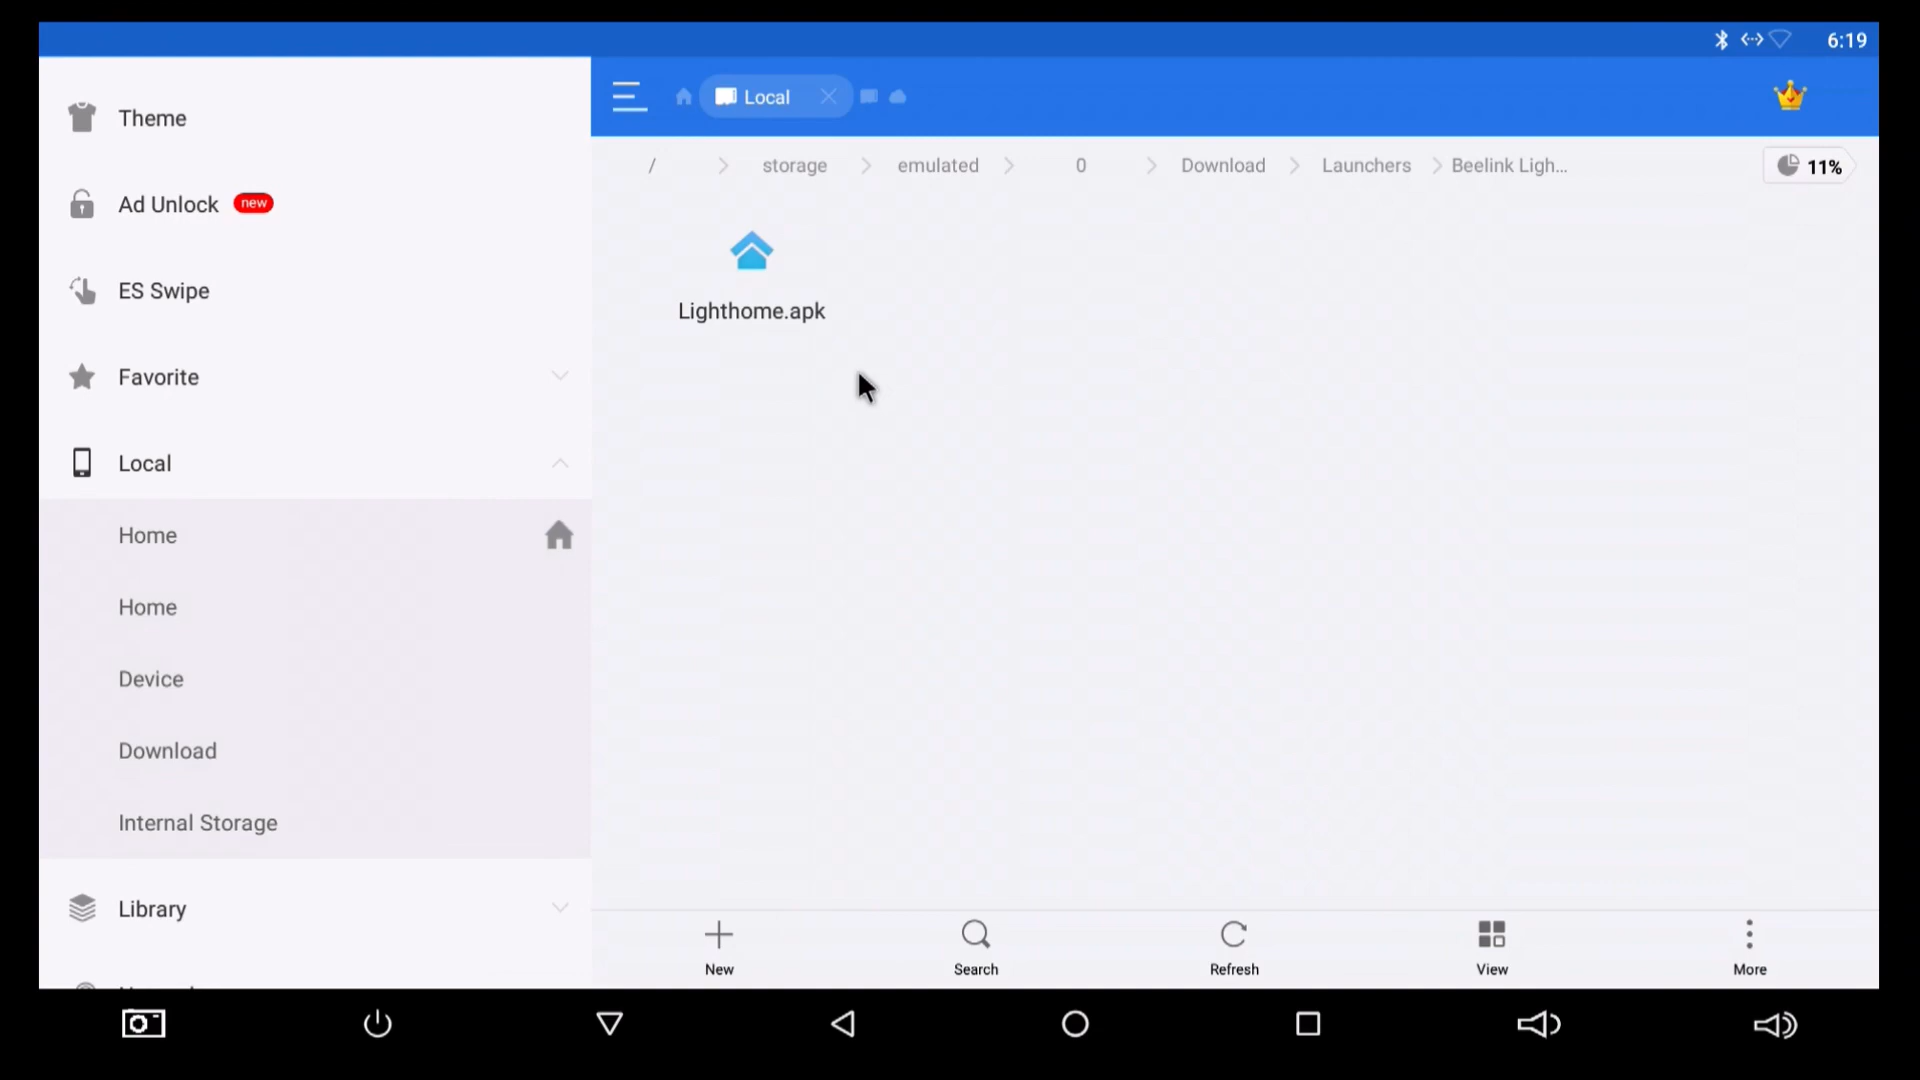 6:19
Theme
Ad Unlock new
ES Swipe
Favorite
Local
Home
Home
Device
Download
Internal Storage
Library
Local
/ storage emulated 0 Download Launchers Beelink Ligh...
11%
Lighthome.apk
New Search Refresh View More